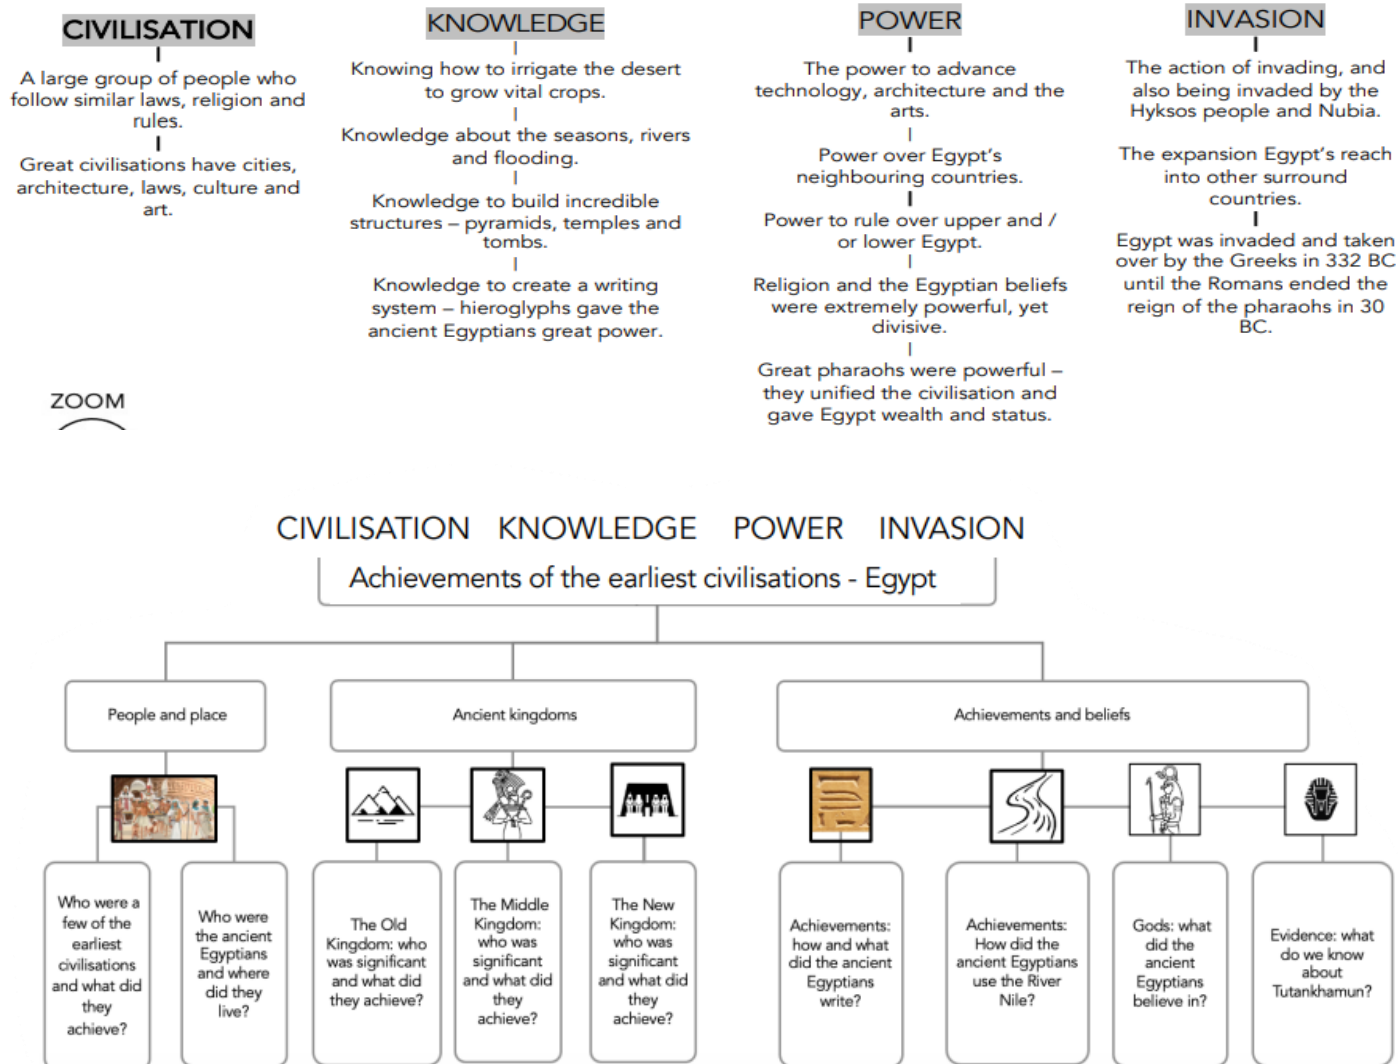 CIVILISATION
A large group of people who
follow similar laws, religion and
rules.
Great civilisations have cities,
architecture, laws, culture and
art.
KNOWLEDGE
Knowing how to irrigate the desert
to grow vital crops.
Knowledge about the seasons, rivers
and flooding.
Knowledge to build incredible
structures – pyramids, temples and
tombs.
Knowledge to create a writing
system – hieroglyphs gave the
ancient Egyptians great power.
POWER
The power to advance
technology, architecture and the
arts.
Power over Egypt's
neighbouring countries.
Power to rule over upper and /
or lower Egypt.
Religion and the Egyptian beliefs
were extremely powerful, yet
divisive.
Great pharaohs were powerful –
they unified the civilisation and
gave Egypt wealth and status.
INVASION
The action of invading, and
also being invaded by the
Hyksos people and Nubia.
The expansion Egypt's reach
into other surround
countries.
Egypt was invaded and taken
over by the Greeks in 332 BC
until the Romans ended the
reign of the pharaohs in 30
BC.
ZOOM
CIVILISATION KNOWLEDGE POWER INVASION
Achievements of the earliest civilisations - Egypt
People and place
Ancient kingdoms
Achievements and beliefs
Who were a
few of the
earliest
civilisations
and what did
they
achieve?
Who were
the ancient
Egyptians
and where
did they
live?
The Old
Kingdom: who
was significant
and what did
they achieve?
The Middle
Kingdom:
who was
significant
and what did
they
achieve?
The New
Kingdom:
who was
significant
and what did
they
achieve?
Achievements:
how and what
did the ancient
Egyptians
write?
Achievements:
How did the
ancient Egyptians
use the River
Nile?
Gods: what
did the
ancient
Egyptians
believe in?
Evidence: what
do we know
about
Tutankhamun?